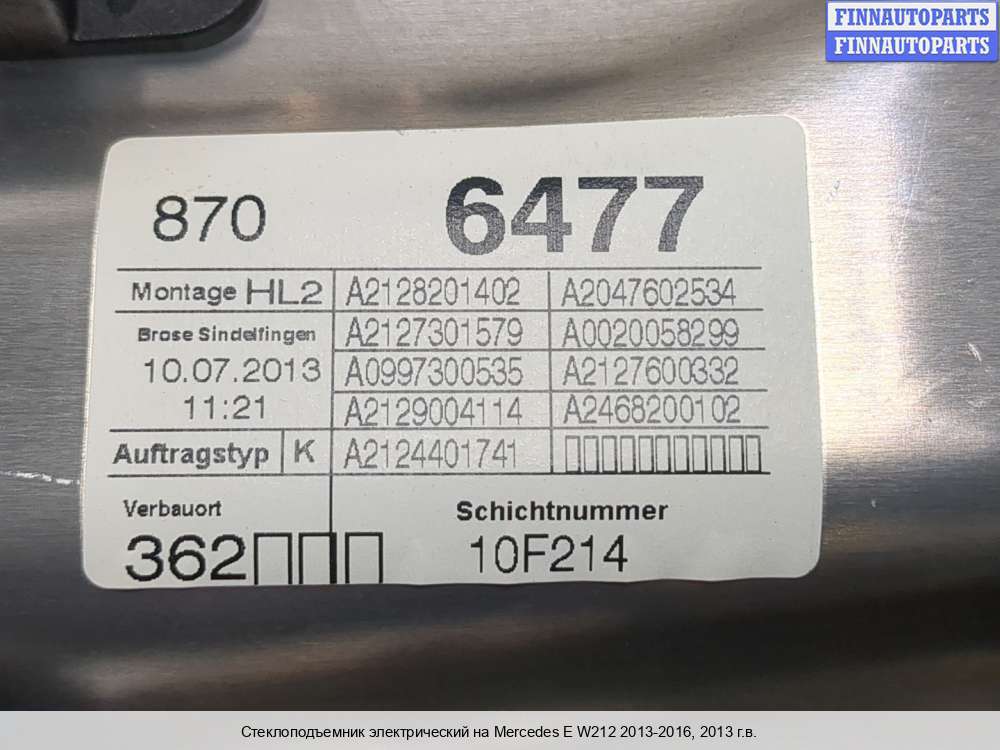 FINNAUTOPARTS
FINNAUTOPARTS
870 6477
Montage HL2 A2128201402 A2047602534
Brose Sindelfingen A2127301579 A0020058299
10.07.2013 A0997300535 A2127600332
11:21 A2129004114 A2468200102
Auftragstyp K A2124401741
Verbauort Schichtnummer
362 10F214
Стеклоподъемник электрический на Mercedes E W212 2013-2016, 2013 г.в.